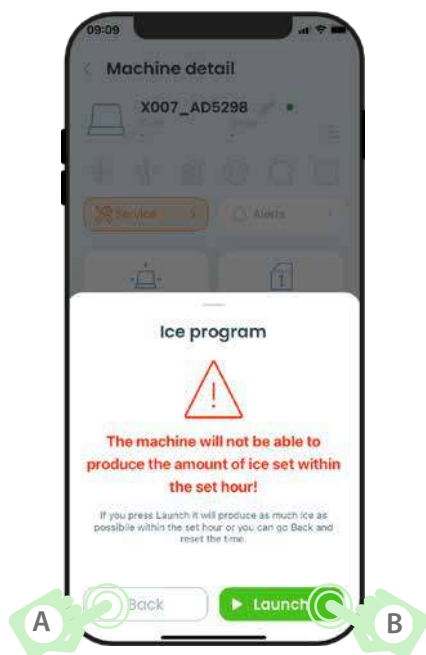 09:09
Machine detail
X007_AD5298
Service
Alerts
Ice program
!
The machine will not be able to
produce the amount of ice set within
the set hour!
If you press Launch it will produce as much ice as
possibile within the set hour or you can go Back and
reset the time.
A
Back
Launch
B